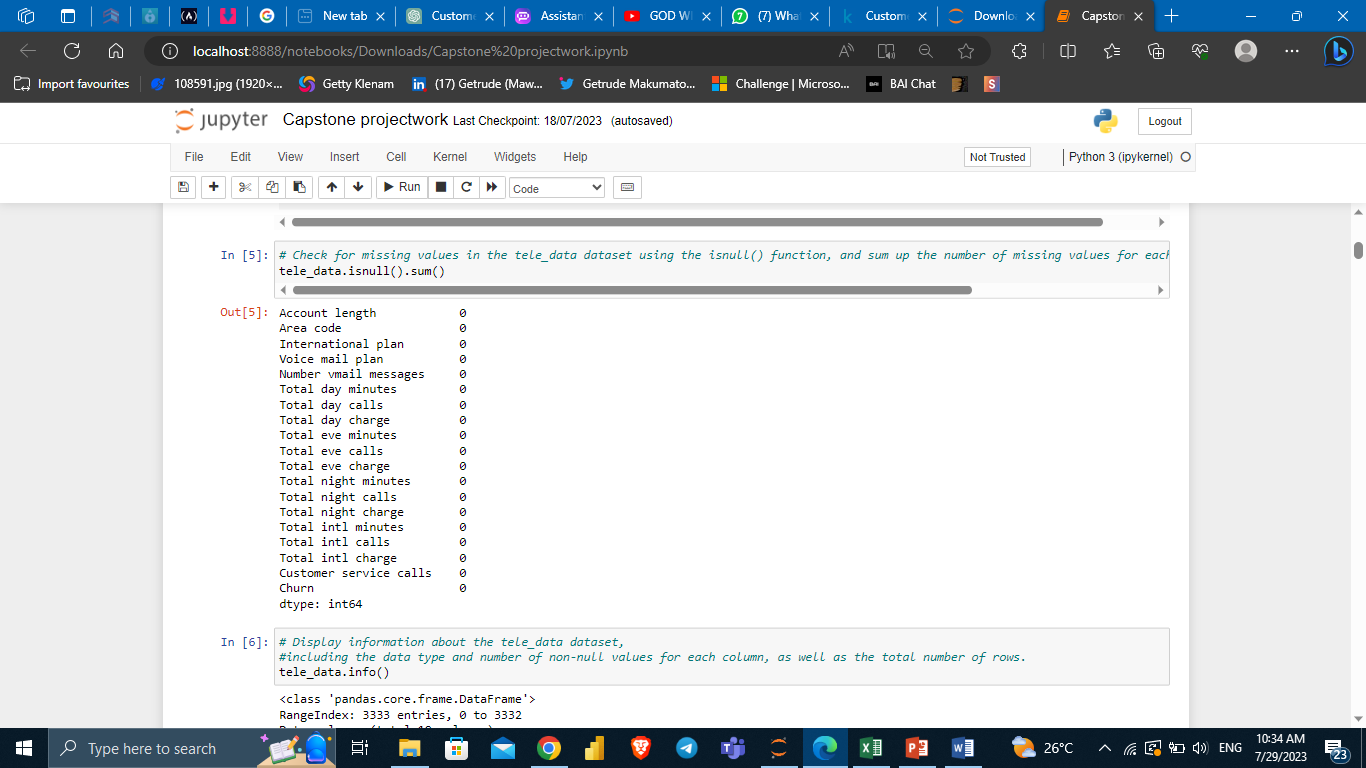 New tab
Custome
Assistan
GOD WI
(7) Wha
Custom
Downlo
Capston
localhost:8888/notebooks/Downloads/Capstone%20projectwork.ipynb
Import favourites
108591.jpg (1920×...
Getty Klenam
(17) Getrude (Maw...
Getrude Makumato...
Challenge | Microso...
BAI Chat
jupyter
Capstone projectwork Last Checkpoint: 18/07/2023 (autosaved)
Logout
File Edit View Insert Cell Kernel Widgets Help
Not Trusted
Python 3 (ipykernel)
Run
Code
In [5]: # Check for missing values in the tele_data dataset using the isnull() function, and sum up the number of missing values for each
tele_data.isnull().sum()
Out[5]: Account length 0
Area code 0
International plan 0
Voice mail plan 0
Number vmail messages 0
Total day minutes 0
Total day calls 0
Total day charge 0
Total eve minutes 0
Total eve calls 0
Total eve charge 0
Total night minutes 0
Total night calls 0
Total night charge 0
Total intl minutes 0
Total intl calls 0
Total intl charge 0
Customer service calls 0
Churn 0
dtype: int64
In [6]: # Display information about the tele_data dataset,
#including the data type and number of non-null values for each column, as well as the total number of rows.
tele_data.info()
<class 'pandas.core.frame.DataFrame'>
RangeIndex: 3333 entries, 0 to 3332
Type here to search
26°C
ENG
10:34 AM
7/29/2023
23